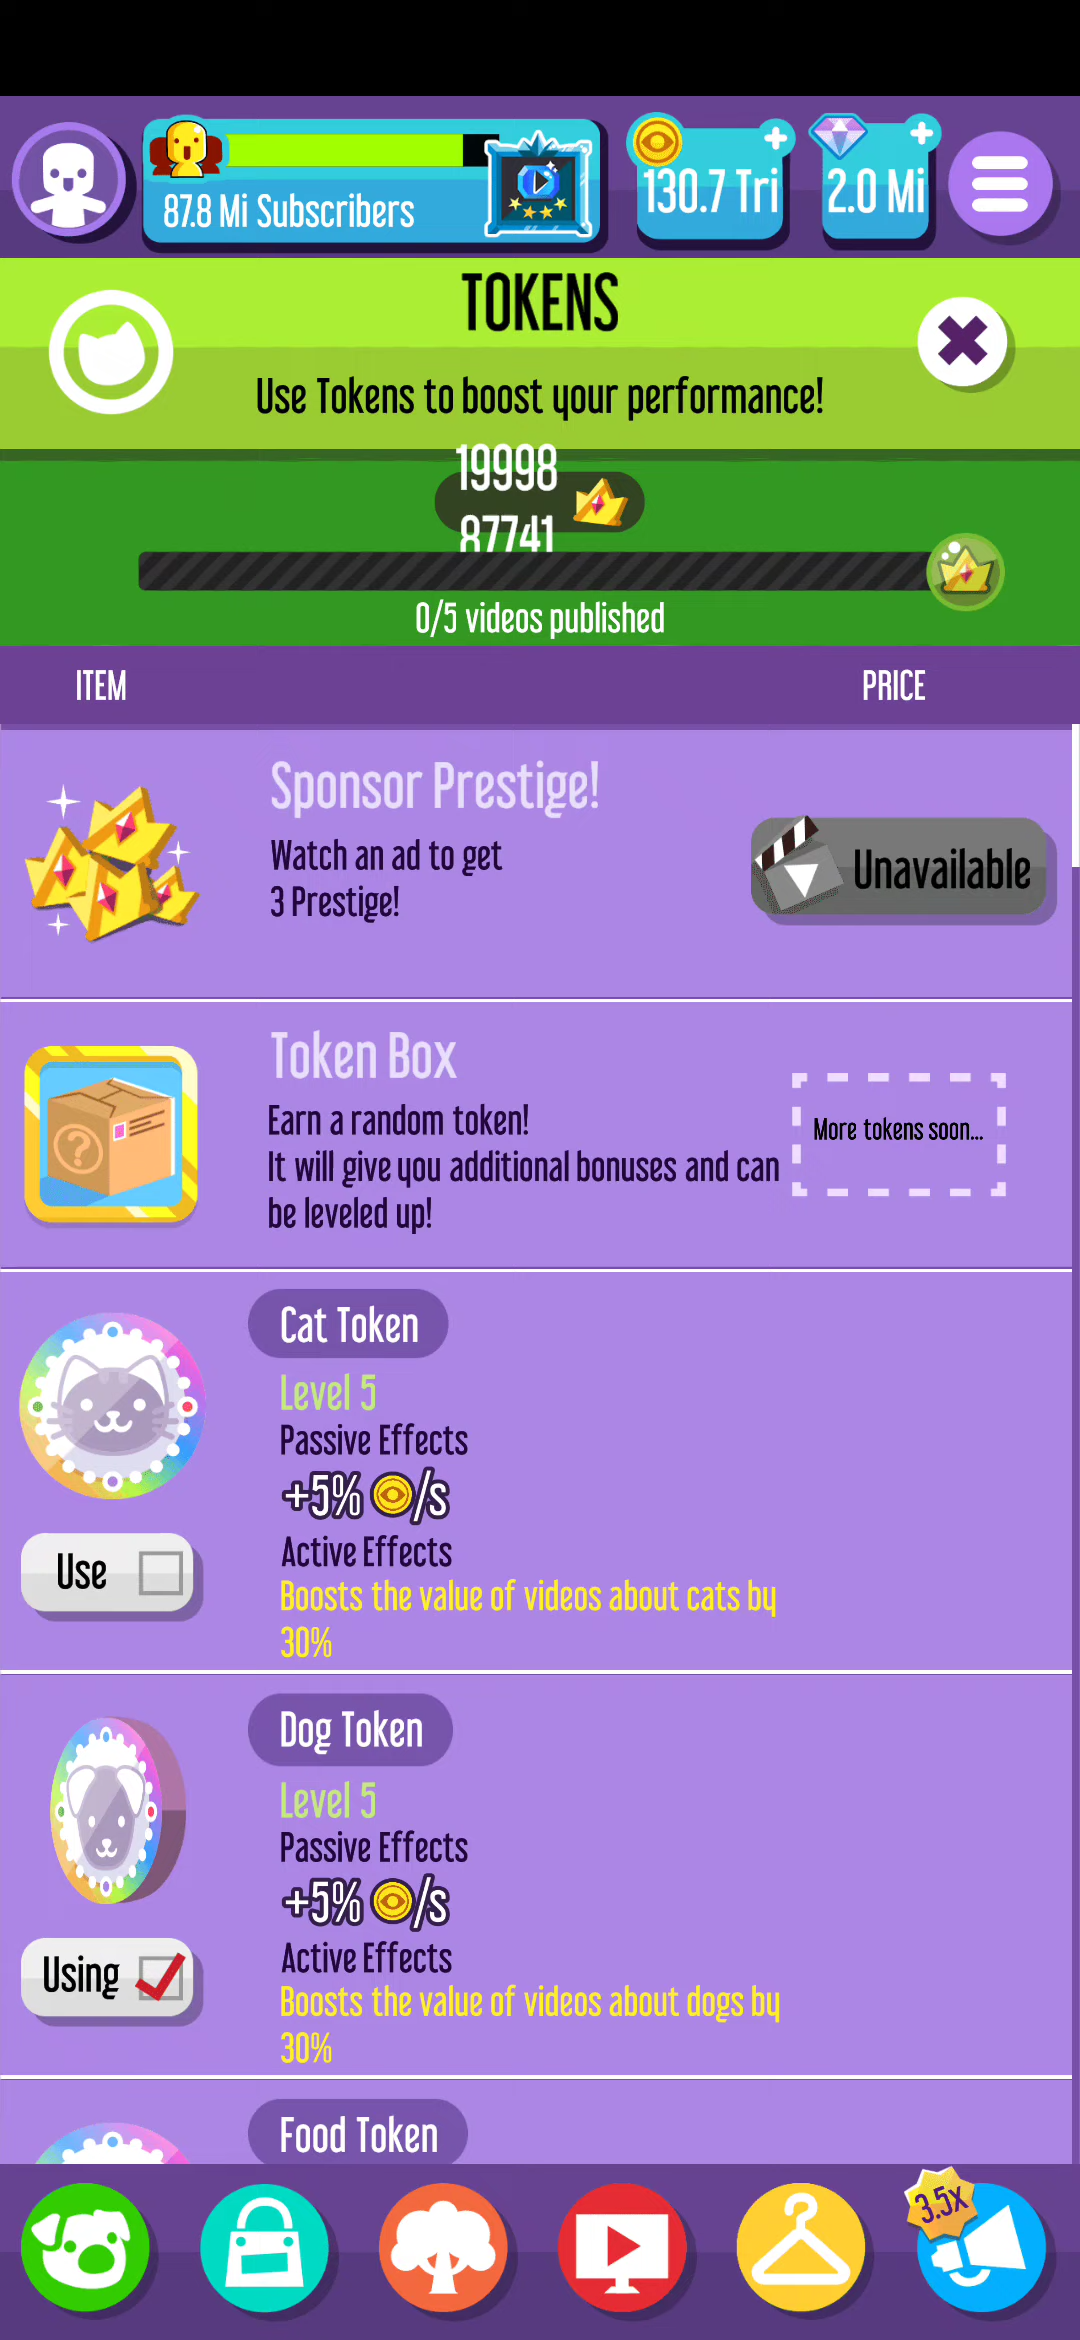 87.8 Mi Subscribers
130.7 Tri
2.0 Mi
TOKENS
Use Tokens to boost your performance!
19998
87741
0/5 videos published
ITEM
PRICE
Sponsor Prestige!
Watch an ad to get
3 Prestige!
Unavailable
Token Box
Earn a random token!
It will give you additional bonuses and can
be leveled up!
More tokens soon...
Cat Token
Level 5
Passive Effects
+5% /s
Active Effects
Boosts the value of videos about cats by
30%
Use
Dog Token
Level 5
Passive Effects
+5% /s
Active Effects
Boosts the value of videos about dogs by
30%
Using
Food Token
3.5x